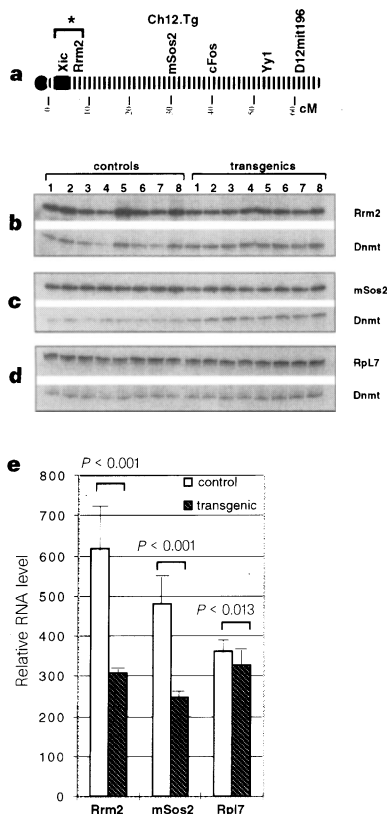 a
*
Ch12.Tg
Xic
Rrm2
mSos2
cFos
Yy1
D12mit196
0 10 20 30 40 50 60 cM
controls transgenics
1 2 3 4 5 6 7 8 1 2 3 4 5 6 7 8
b
Rrm2
Dnmt
c
mSos2
Dnmt
d
RpL7
Dnmt
e
800
700
600
500
400
300
200
100
0
Relative RNA level
P < 0.001
control
transgenic
P < 0.001
P < 0.013
Rrm2 mSos2 Rpl7